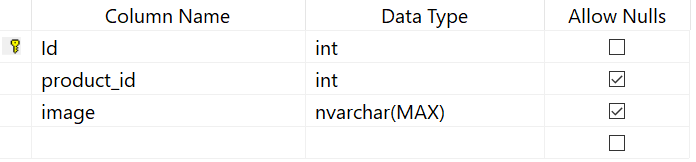 Column Name Data Type Allow Nulls
Id int
product_id int
image nvarchar(MAX)